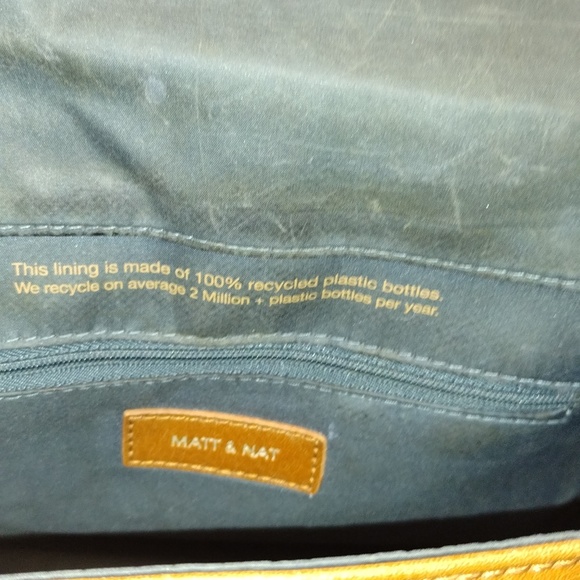 This lining is made of 100% recycled plastic bottles.
We recycle on average 2 Million + plastic bottles per year.
MATT & NAT